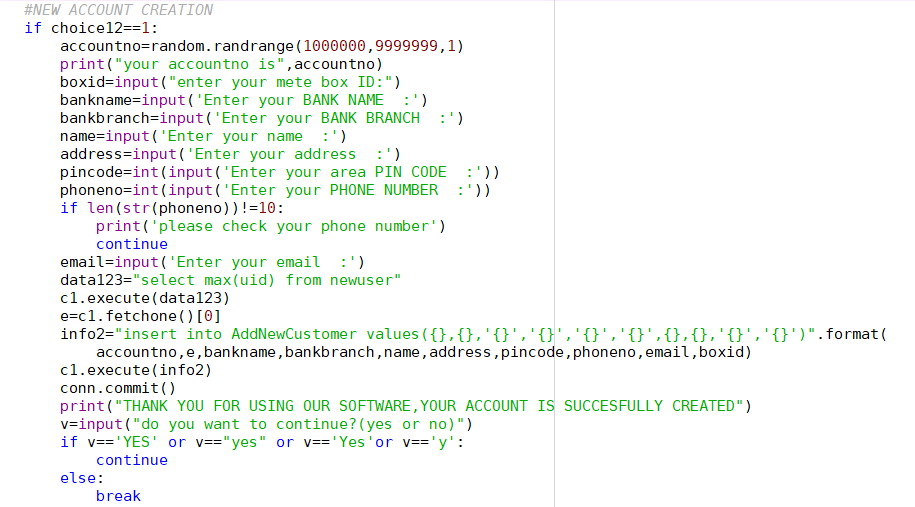 #NEW ACCOUNT CREATION
if choice12==1:
    accountno=random.randrange(1000000,9999999,1)
    print("your accountno is",accountno)
    boxid=input("enter your mete box ID:")
    bankname=input('Enter your BANK NAME  :')
    bankbranch=input('Enter your BANK BRANCH  :')
    name=input('Enter your name  :')
    address=input('Enter your address  :')
    pincode=int(input('Enter your area PIN CODE  :'))
    phoneno=int(input('Enter your PHONE NUMBER  :'))
    if len(str(phoneno))!=10:
        print('please check your phone number')
        continue
    email=input('Enter your email  :')
    data123="select max(uid) from newuser"
    c1.execute(data123)
    e=c1.fetchone()[0]
    info2="insert into AddNewCustomer values({},{},'{}','{}','{}','{}',{},{},'{}','{}')".format(
        accountno,e,bankname,bankbranch,name,address,pincode,phoneno,email,boxid)
    c1.execute(info2)
    conn.commit()
    print("THANK YOU FOR USING OUR SOFTWARE,YOUR ACCOUNT IS SUCCESFULLY CREATED")
    v=input("do you want to continue?(yes or no)")
    if v=='YES' or v=="yes" or v=='Yes'or v=='y':
        continue
    else:
        break